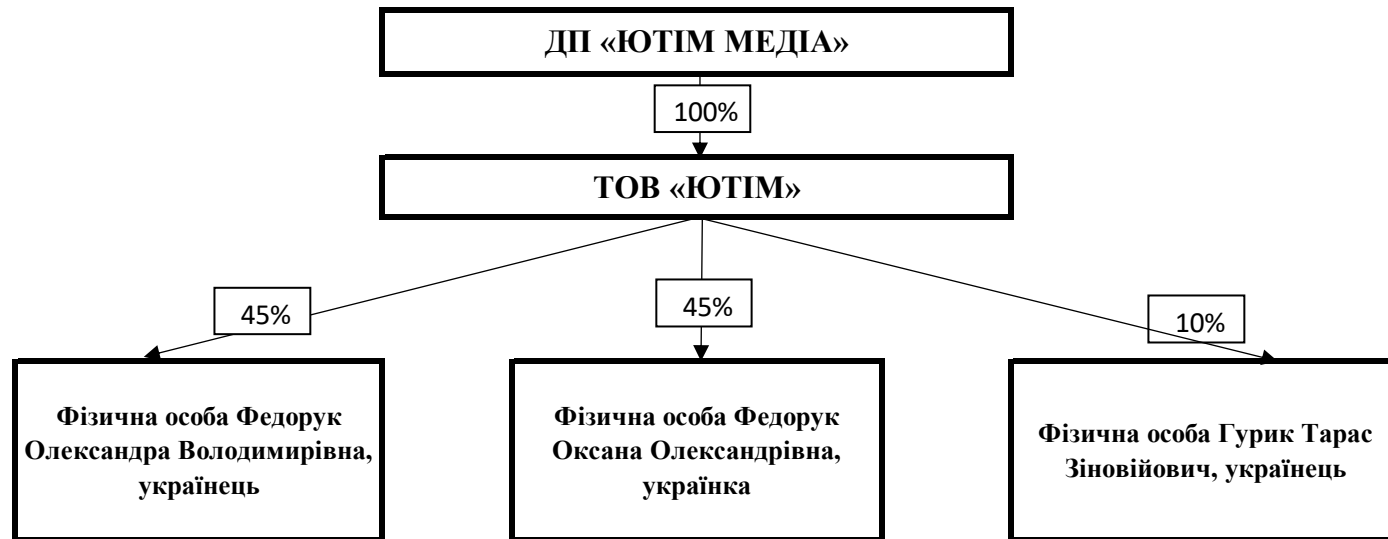 ДП «ЮТІМ МЕДІА»
100%
ТОВ «ЮТІМ»
45%
45%
10%
Фізична особа Федорук
Олександра Володимирівна,
українець
Фізична особа Федорук
Оксана Олександрівна,
українка
Фізична особа Гурик Тарас
Зіновійович, українець